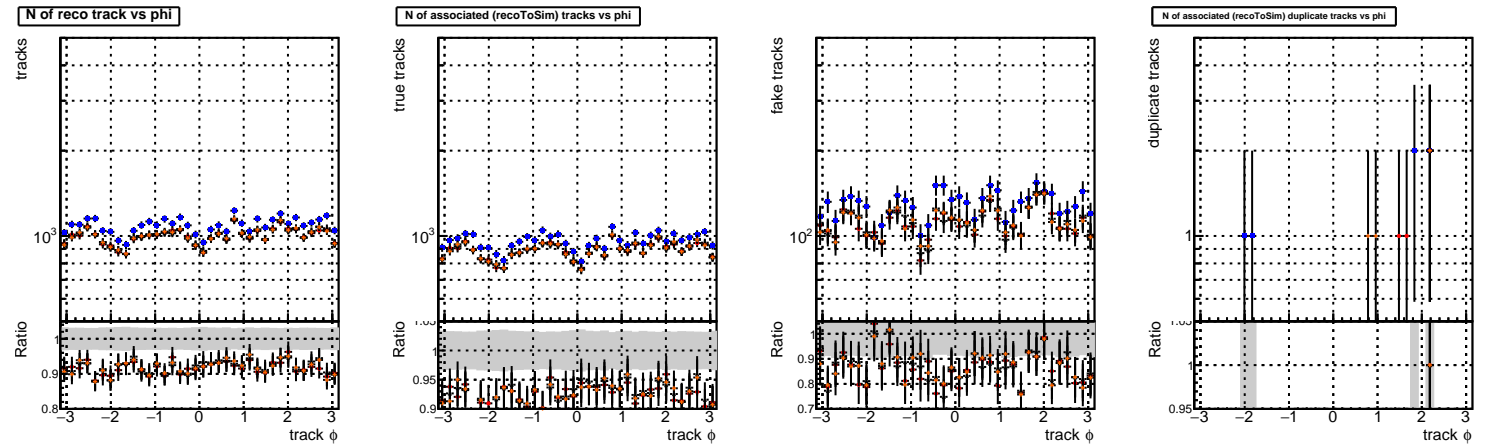 N of reco track vs phi
tracks
10³
Ratio
1
0.9
0.8
−3 −2 −1 0 1 2 3
track ϕ
N of associated (recoToSim) tracks vs phi
true tracks
10³
Ratio
1.05
1
0.95
0.9
−3 −2 −1 0 1 2 3
track ϕ
fake tracks
10²
Ratio
1
0.9
0.8
0.7
−3 −2 −1 0 1 2 3
track ϕ
N of associated (recoToSim) duplicate tracks vs phi
duplicate tracks
1
Ratio
1.05
1
0.95
−3 −2 −1 0 1 2 3
track ϕ